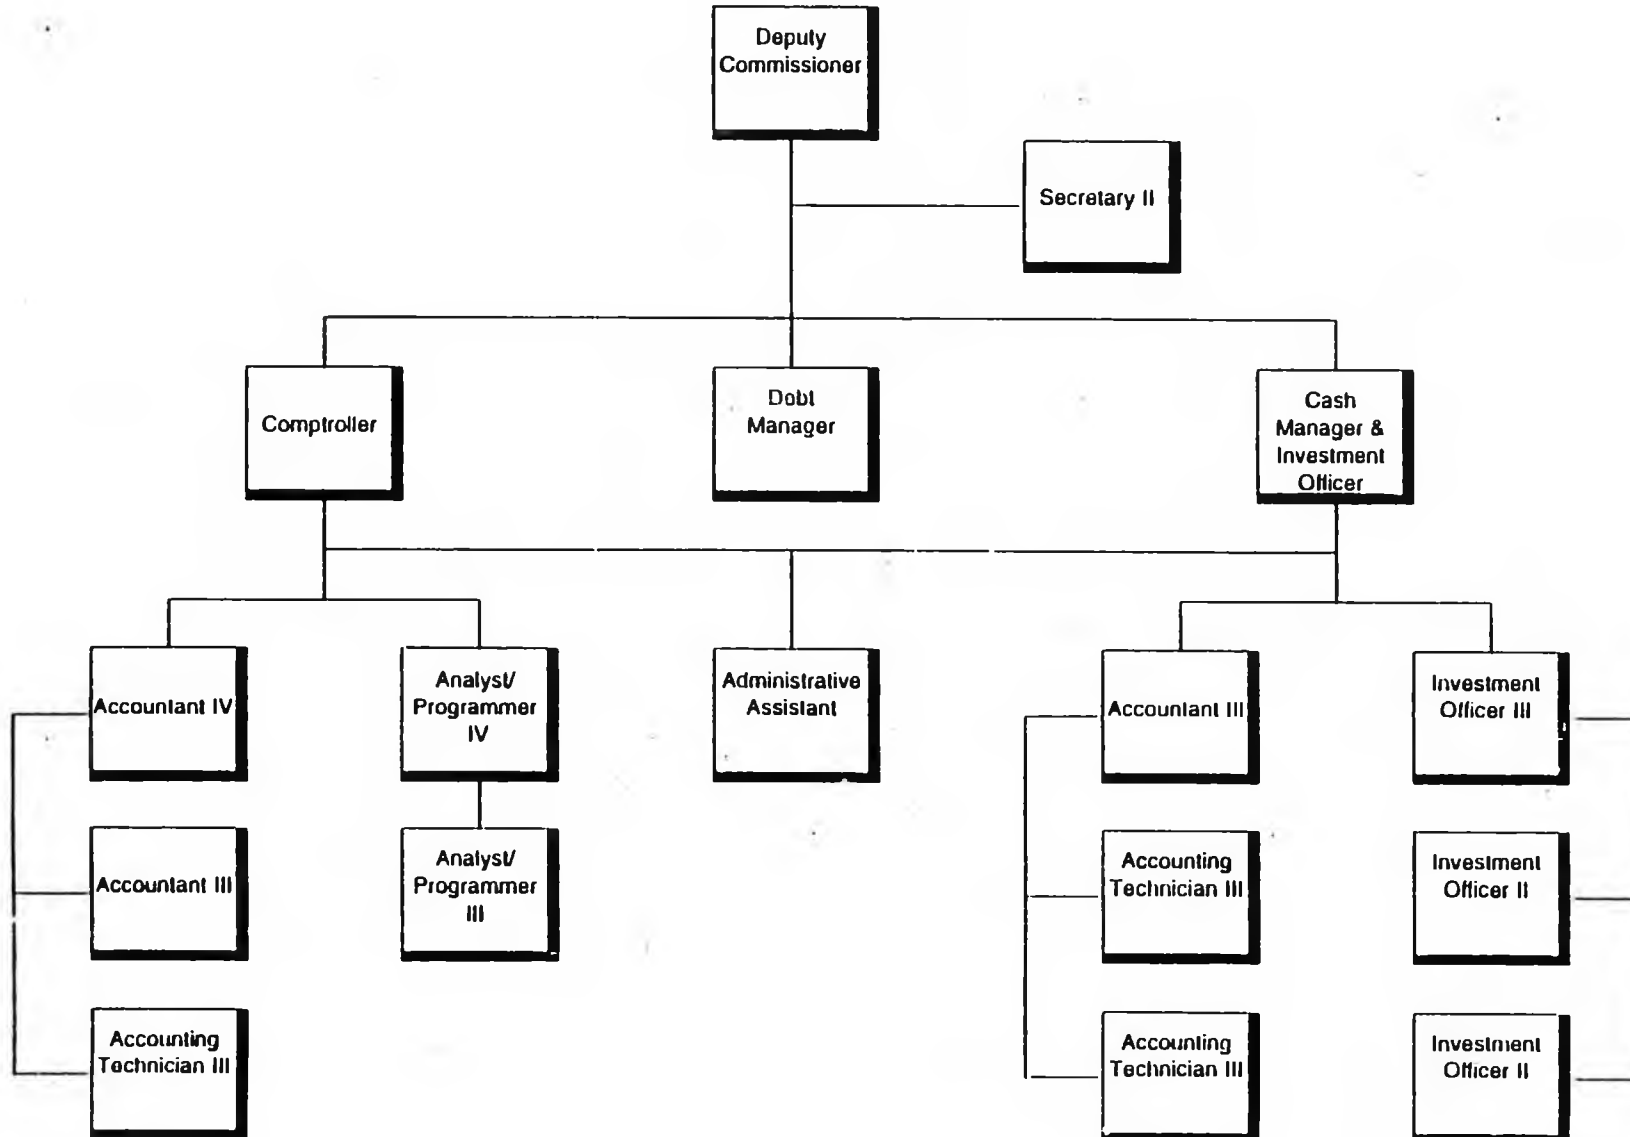 Deputy
Commissioner
Secretary II
Comptroller
Dobt
Manager
Cash
Manager &
Investment
Officer
Accountant IV
Analyst/
Programmer
IV
Administrative
Assistant
Accountant III
Investment
Officer III
Accountant III
Analyst/
Programmer
III
Accounting
Technician III
Investment
Officer II
Accounting
Technician III
Accounting
Technician III
Investment
Officer II